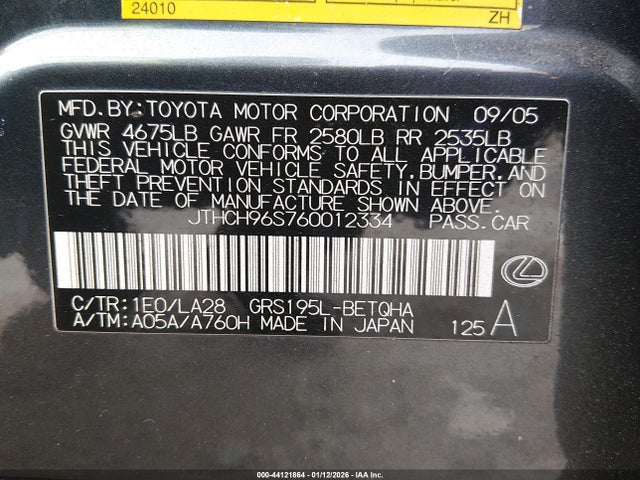 24010
ZH
MFD.BY:TOYOTA MOTOR CORPORATION 09/05
GVWR 4675LB GAWR FR 2580LB RR 2535LB
THIS VEHICLE CONFORMS TO ALL APPLICABLE
FEDERAL MOTOR VEHICLE SAFETY,BUMPER,AND
THEFT PREVENTION STANDARDS IN EFFECT ON
THE DATE OF MANUFACTURE SHOWN ABOVE.
JTHCH96S760012334 PASS.CAR
C/TR:1E0/LA28 GRS195L-BETQHA
A/TM:A05A/A760H MADE IN JAPAN 125 A
000-44121864 - 01/12/2026 - IAA Inc.